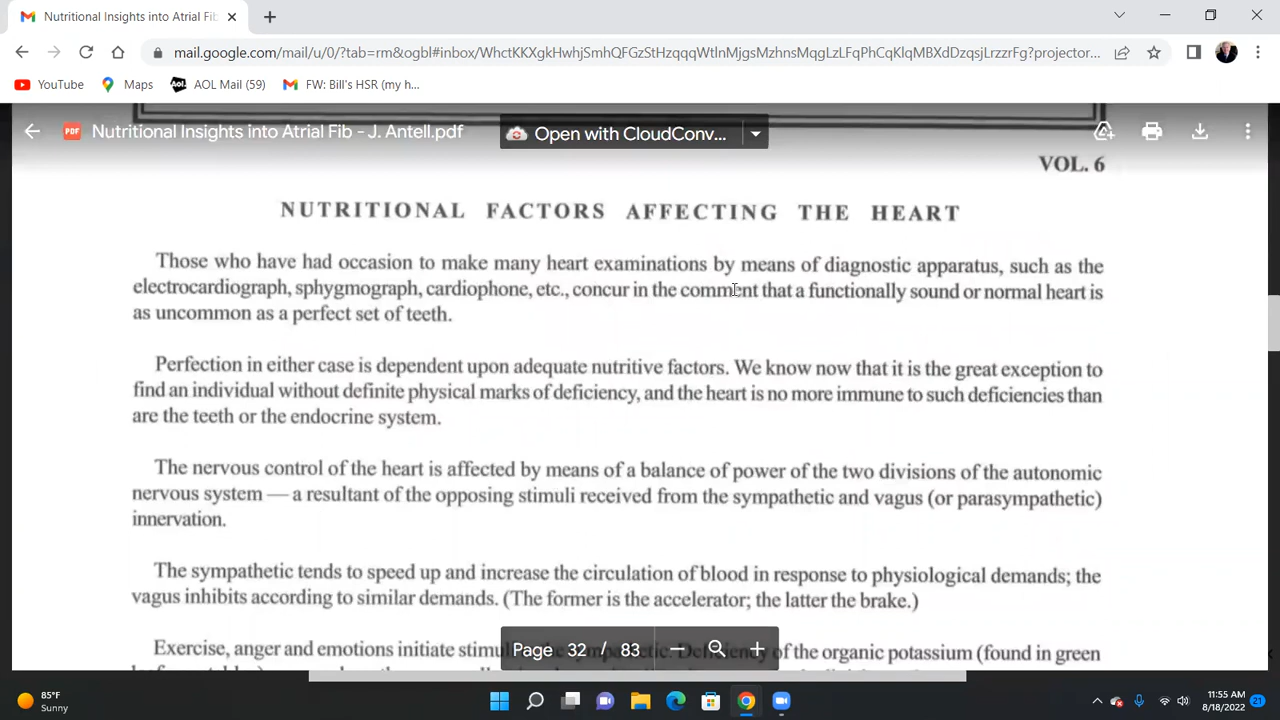 Nutritional Insights into Atrial Fib
mail.google.com/mail/u/0/?tab=rm&ogbl#inbox/WhctKKXgkHwhjSmhQFGzStHzqqqWtlnMjgsMzhnsMqgLzLFqPhCqKlqMBXdDzqsjLrzzrFg?projector...
YouTube
Maps
AOL Mail (59)
FW: Bill's HSR (my h...
PDF
Nutritional Insights into Atrial Fib - J. Antell.pdf
Open with CloudConv...
VOL. 6
NUTRITIONAL FACTORS AFFECTING THE HEART
Those who have had occasion to make many heart examinations by means of diagnostic apparatus, such as the
electrocardiograph, sphygmograph, cardiophone, etc., concur in the comment that a functionally sound or normal heart is
as uncommon as a perfect set of teeth.
Perfection in either case is dependent upon adequate nutritive factors. We know now that it is the great exception to
find an individual without definite physical marks of deficiency, and the heart is no more immune to such deficiencies than
are the teeth or the endocrine system.
The nervous control of the heart is affected by means of a balance of power of the two divisions of the autonomic
nervous system — a resultant of the opposing stimuli received from the sympathetic and vagus (or parasympathetic)
innervation.
The sympathetic tends to speed up and increase the circulation of blood in response to physiological demands; the
vagus inhibits according to similar demands. (The former is the accelerator; the latter the brake.)
Exercise, anger and emotions initiate the sympathetic. Deficiency of the organic potassium (found in green
Page 32 / 83
85°F
Sunny
11:55 AM
8/18/2022
21